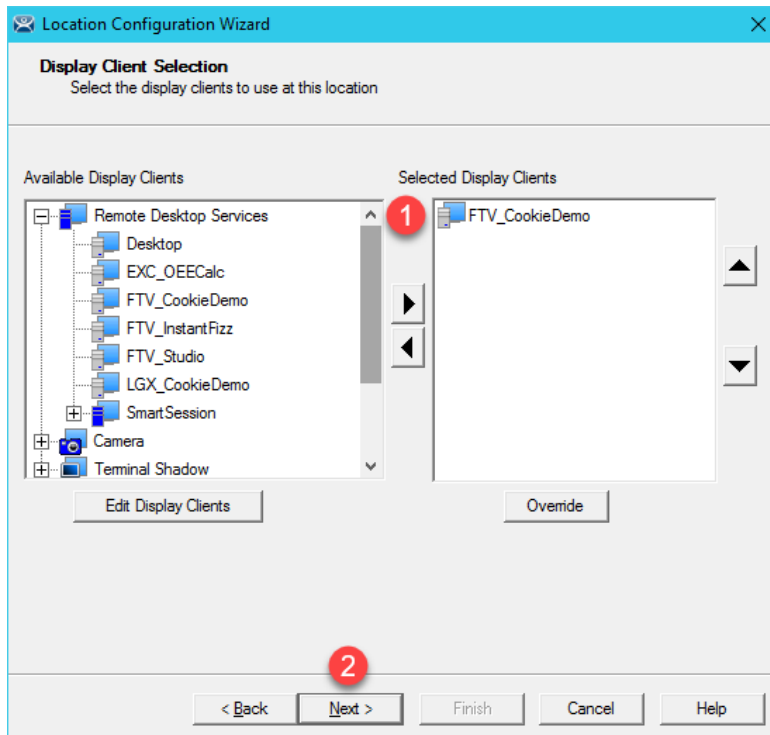 Location Configuration Wizard
Display Client Selection
Select the display clients to use at this location
Available Display Clients
Remote Desktop Services
Desktop
EXC_OEECalc
FTV_CookieDemo
FTV_InstantFizz
FTV_Studio
LGX_CookieDemo
SmartSession
Camera
Terminal Shadow
Edit Display Clients
Selected Display Clients
1
FTV_CookieDemo
Override
2
< Back
Next >
Finish
Cancel
Help